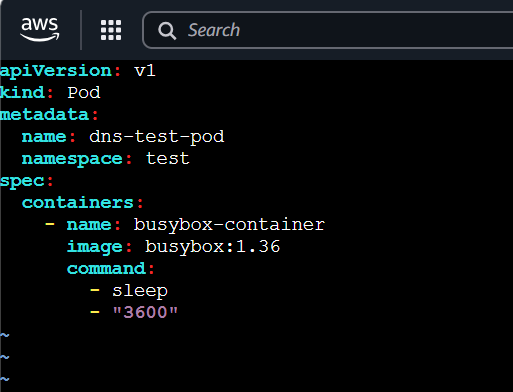 aws
Search
apiVersion: v1
kind: Pod
metadata:
  name: dns-test-pod
  namespace: test
spec:
  containers:
    - name: busybox-container
      image: busybox:1.36
      command:
        - sleep
        - "3600"
~
~
~